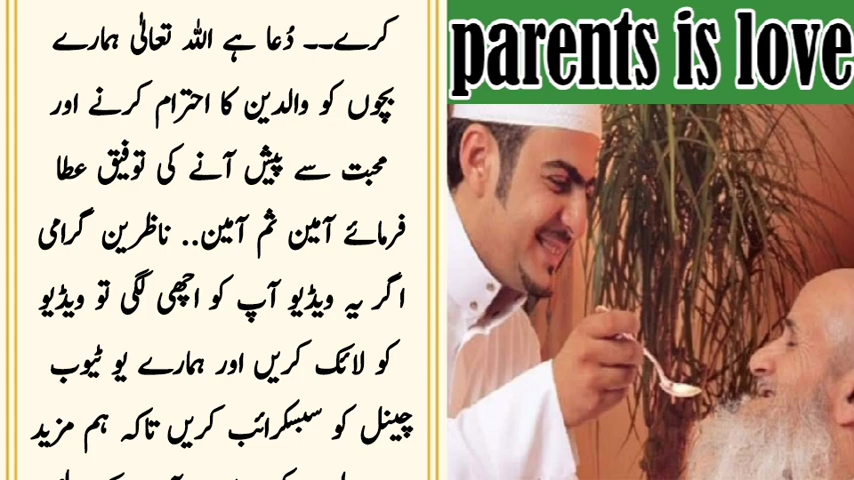 کرے۔۔ دُعا ہے اللہ تعالیٰ ہمارے
بچوں کو والدین کا احترام کرنے اور
محبت سے پیش آنے کی توفیق عطا
فرمائے آمین ثم آمین.. ناظرین گرامی
اگر یہ ویڈیو آپ کو اچھی لگی تو ویڈیو
کو لائک کریں اور ہمارے یو ٹیوب
چینل کو سبسکرائب کریں تاکہ ہم مزید
parents is love